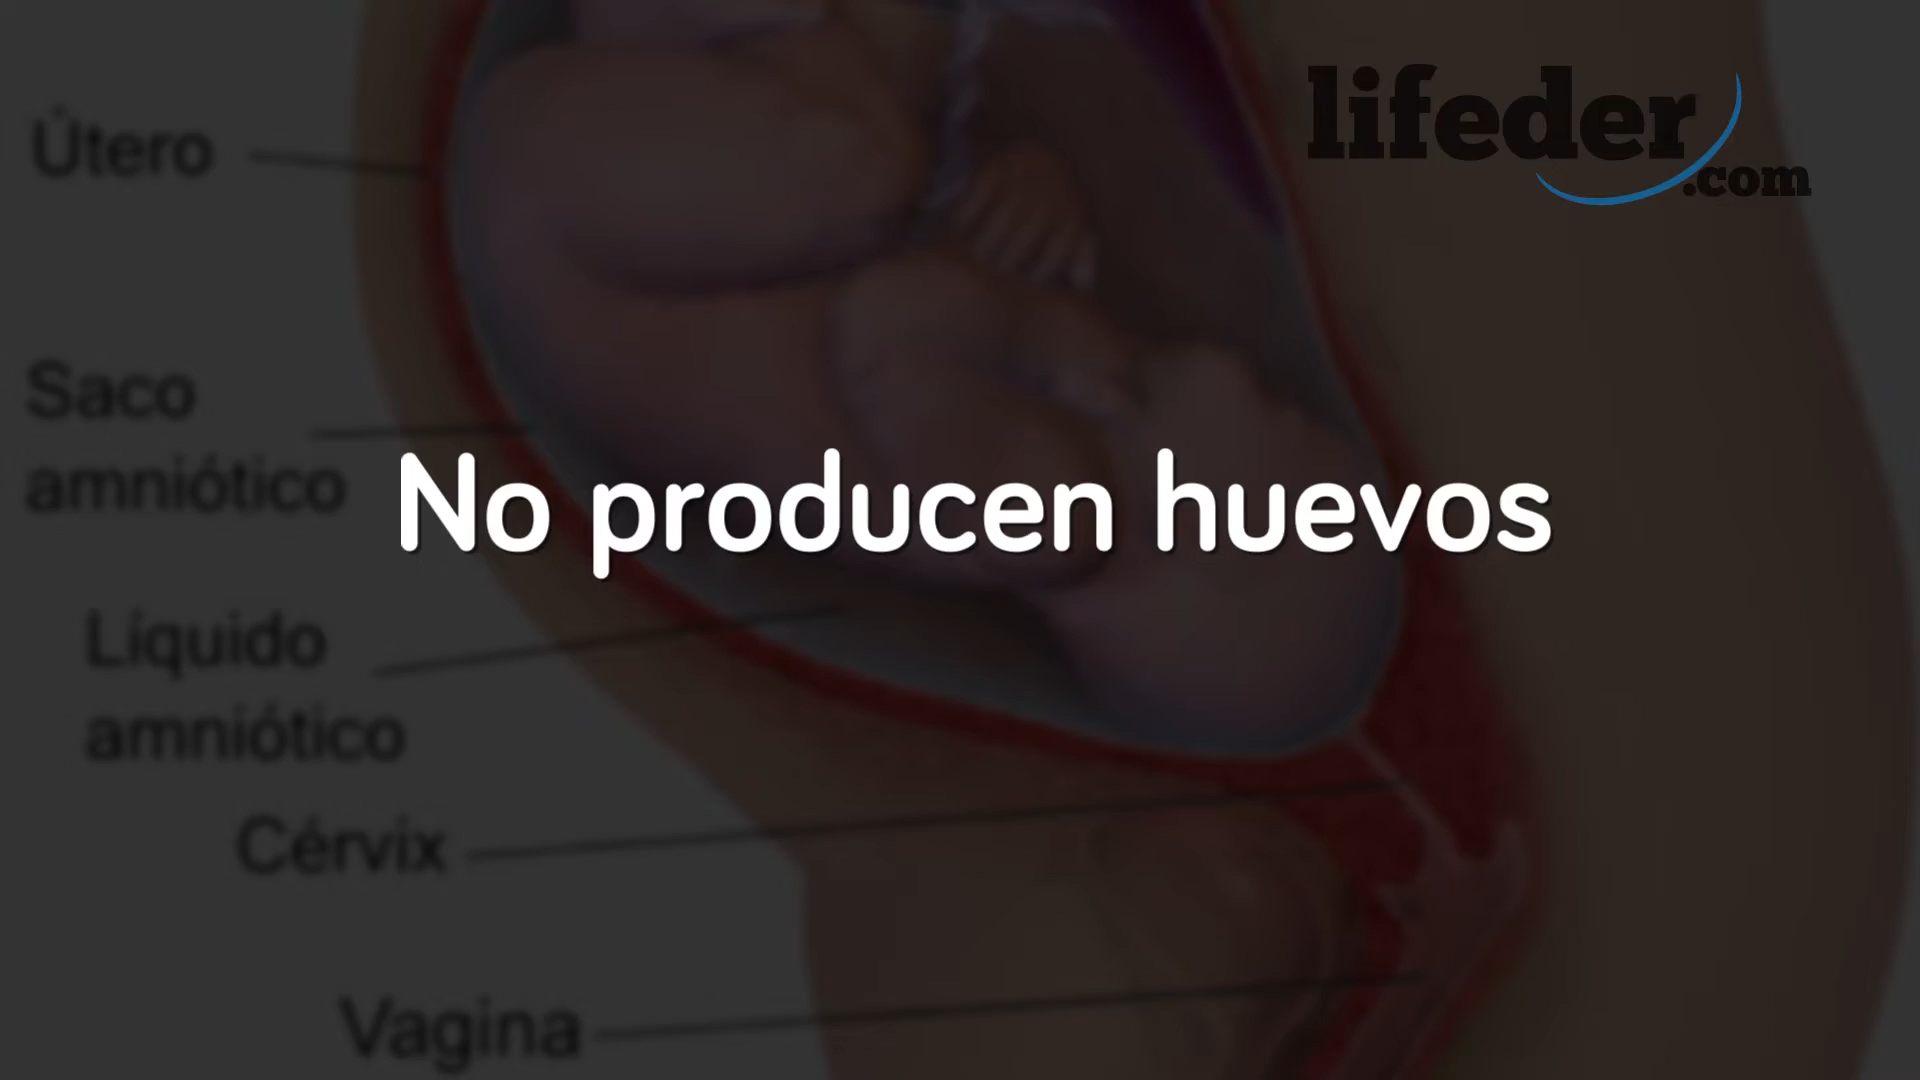 lifeder
.com
Útero
Saco
amniótico
No producen huevos
Líquido
amniótico
Cérvix
Vagina